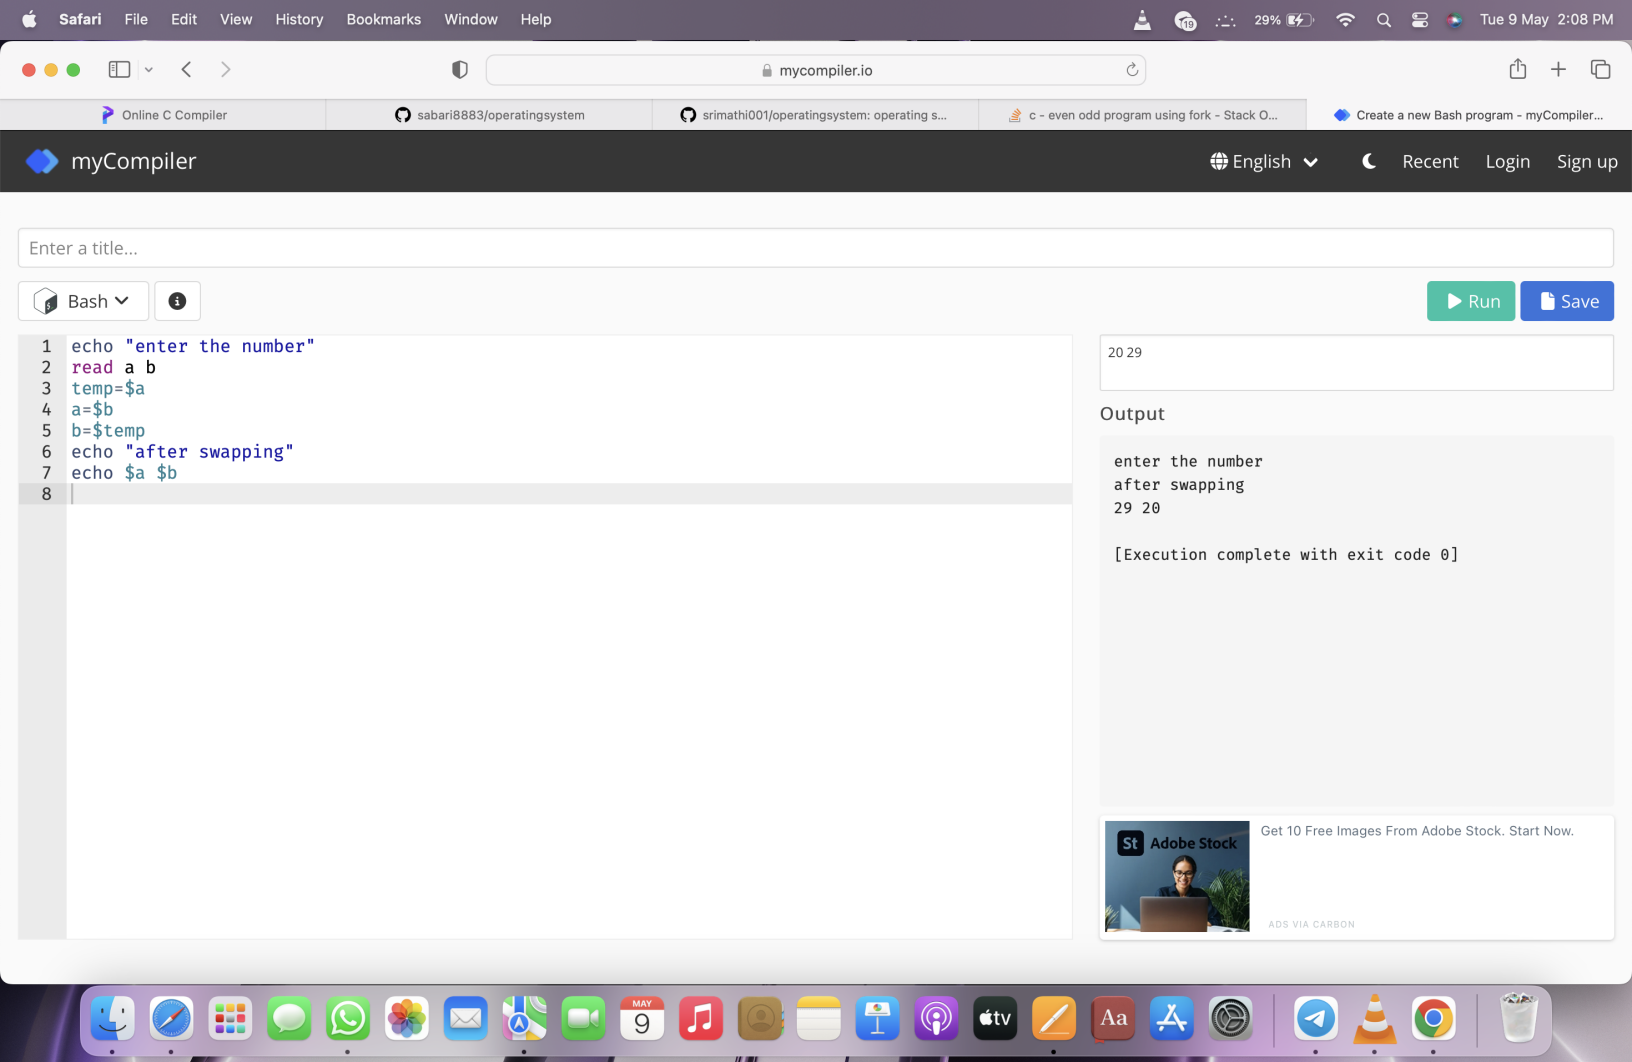 Safari File Edit View History Bookmarks Window Help 19 29% Tue 9 May 2:08 PM
mycompiler.io
Online C Compiler sabari8883/operatingsystem srimathi001/operatingsystem: operating s... c - even odd program using fork - Stack O... Create a new Bash program - myCompiler...
myCompiler English Recent Login Sign up
Enter a title...
Bash Run Save
1 echo "enter the number"
2 read a b
3 temp=$a
4 a=$b
5 b=$temp
6 echo "after swapping"
7 echo $a $b
8
20 29
Output
enter the number
after swapping
29 20
[Execution complete with exit code 0]
St Adobe Stock
Get 10 Free Images From Adobe Stock. Start Now.
ADS VIA CARBON
MAY
9
tv
Aa